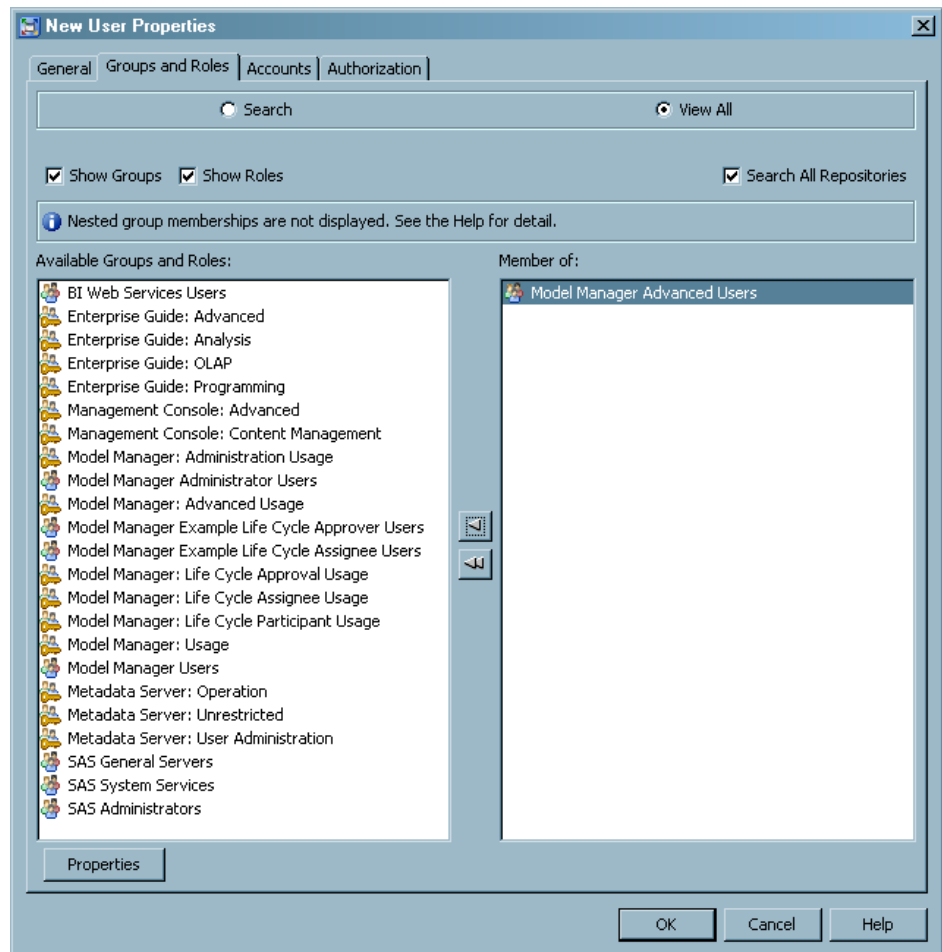 New User Properties
General Groups and Roles Accounts Authorization
Search View All
Show Groups Show Roles Search All Repositories
Nested group memberships are not displayed. See the Help for detail.
Available Groups and Roles: Member of:
BI Web Services Users Model Manager Advanced Users
Enterprise Guide: Advanced
Enterprise Guide: Analysis
Enterprise Guide: OLAP
Enterprise Guide: Programming
Management Console: Advanced
Management Console: Content Management
Model Manager: Administration Usage
Model Manager Administrator Users
Model Manager: Advanced Usage
Model Manager Example Life Cycle Approver Users
Model Manager Example Life Cycle Assignee Users
Model Manager: Life Cycle Approval Usage
Model Manager: Life Cycle Assignee Usage
Model Manager: Life Cycle Participant Usage
Model Manager: Usage
Model Manager Users
Metadata Server: Operation
Metadata Server: Unrestricted
Metadata Server: User Administration
SAS General Servers
SAS System Services
SAS Administrators
Properties
OK Cancel Help